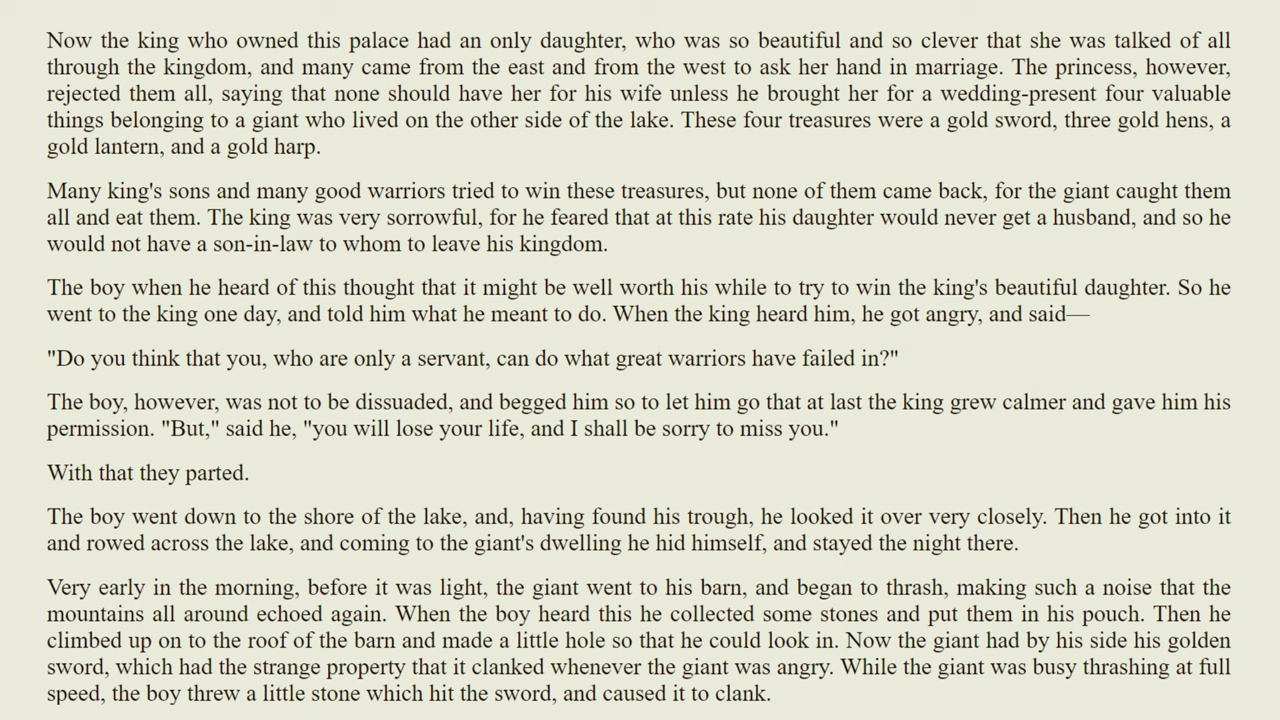 Now the king who owned this palace had an only daughter, who was so beautiful and so clever that she was talked of all
through the kingdom, and many came from the east and from the west to ask her hand in marriage. The princess, however,
rejected them all, saying that none should have her for his wife unless he brought her for a wedding-present four valuable
things belonging to a giant who lived on the other side of the lake. These four treasures were a gold sword, three gold hens, a
gold lantern, and a gold harp.
Many king's sons and many good warriors tried to win these treasures, but none of them came back, for the giant caught them
all and eat them. The king was very sorrowful, for he feared that at this rate his daughter would never get a husband, and so he
would not have a son-in-law to whom to leave his kingdom.
The boy when he heard of this thought that it might be well worth his while to try to win the king's beautiful daughter. So he
went to the king one day, and told him what he meant to do. When the king heard him, he got angry, and said—
"Do you think that you, who are only a servant, can do what great warriors have failed in?"
The boy, however, was not to be dissuaded, and begged him so to let him go that at last the king grew calmer and gave him his
permission. "But," said he, "you will lose your life, and I shall be sorry to miss you."
With that they parted.
The boy went down to the shore of the lake, and, having found his trough, he looked it over very closely. Then he got into it
and rowed across the lake, and coming to the giant's dwelling he hid himself, and stayed the night there.
Very early in the morning, before it was light, the giant went to his barn, and began to thrash, making such a noise that the
mountains all around echoed again. When the boy heard this he collected some stones and put them in his pouch. Then he
climbed up on to the roof of the barn and made a little hole so that he could look in. Now the giant had by his side his golden
sword, which had the strange property that it clanked whenever the giant was angry. While the giant was busy thrashing at full
speed, the boy threw a little stone which hit the sword, and caused it to clank.